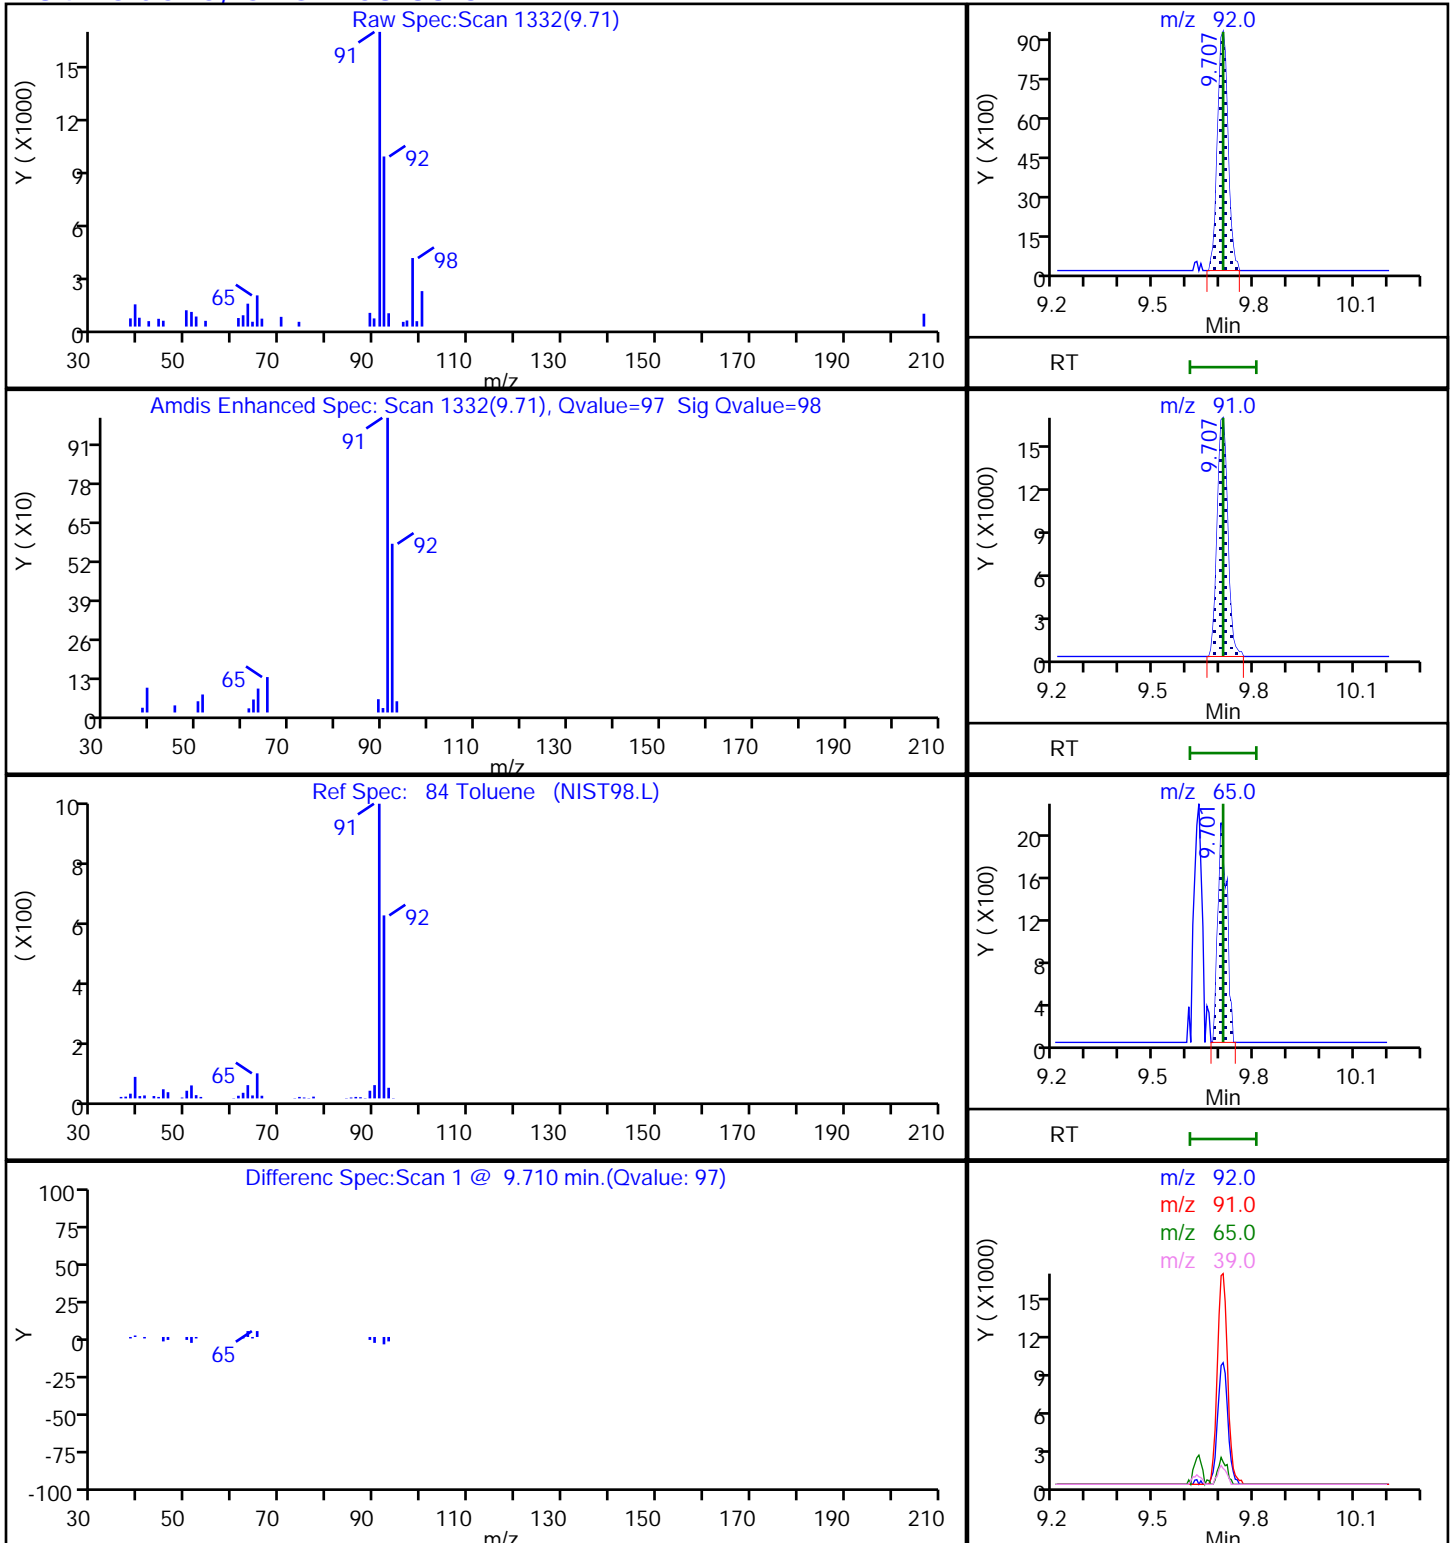 Raw Spec:Scan 1332(9.71)
Y ( X1000)
15
12
9
6
3
0
91
92
98
65
30 50 70 90 110 130 150 170 190 210
m/z
m/z 92.0
9.707
Y ( X100)
90
75
60
45
30
15
0
9.2 9.5 9.8 10.1
Min
RT
Amdis Enhanced Spec: Scan 1332(9.71), Qvalue=97 Sig Qvalue=98
Y ( X10)
91
78
65
52
39
26
13
0
91
92
65
30 50 70 90 110 130 150 170 190 210
m/z
m/z 91.0
9.707
Y ( X1000)
15
12
9
6
3
0
9.2 9.5 9.8 10.1
Min
RT
Ref Spec: 84 Toluene (NIST98.L)
( X100)
10
8
6
4
2
0
91
92
65
30 50 70 90 110 130 150 170 190 210
m/z 65.0
9.701
Y ( X100)
20
16
12
8
4
0
9.2 9.5 9.8 10.1
Min
RT
Differenc Spec:Scan 1 @ 9.710 min.(Qvalue: 97)
Y
100
75
50
25
0
-25
-50
-75
-100
65
30 50 70 90 110 130 150 170 190 210
m/z
m/z 92.0
m/z 91.0
m/z 65.0
m/z 39.0
Y ( X1000)
15
12
9
6
3
0
9.2 9.5 9.8 10.1
Min